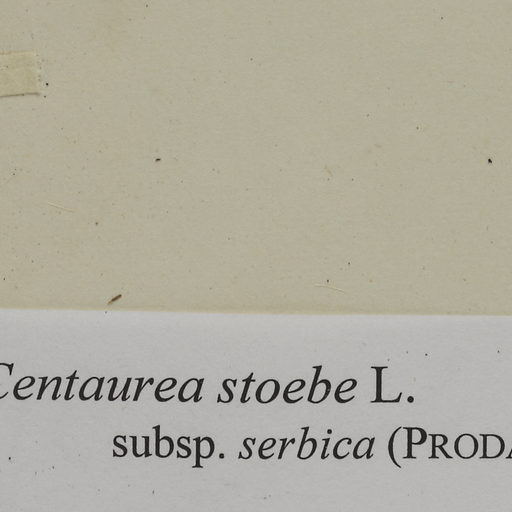 Centaurea stoebe L.
subsp. serbica (PRODA